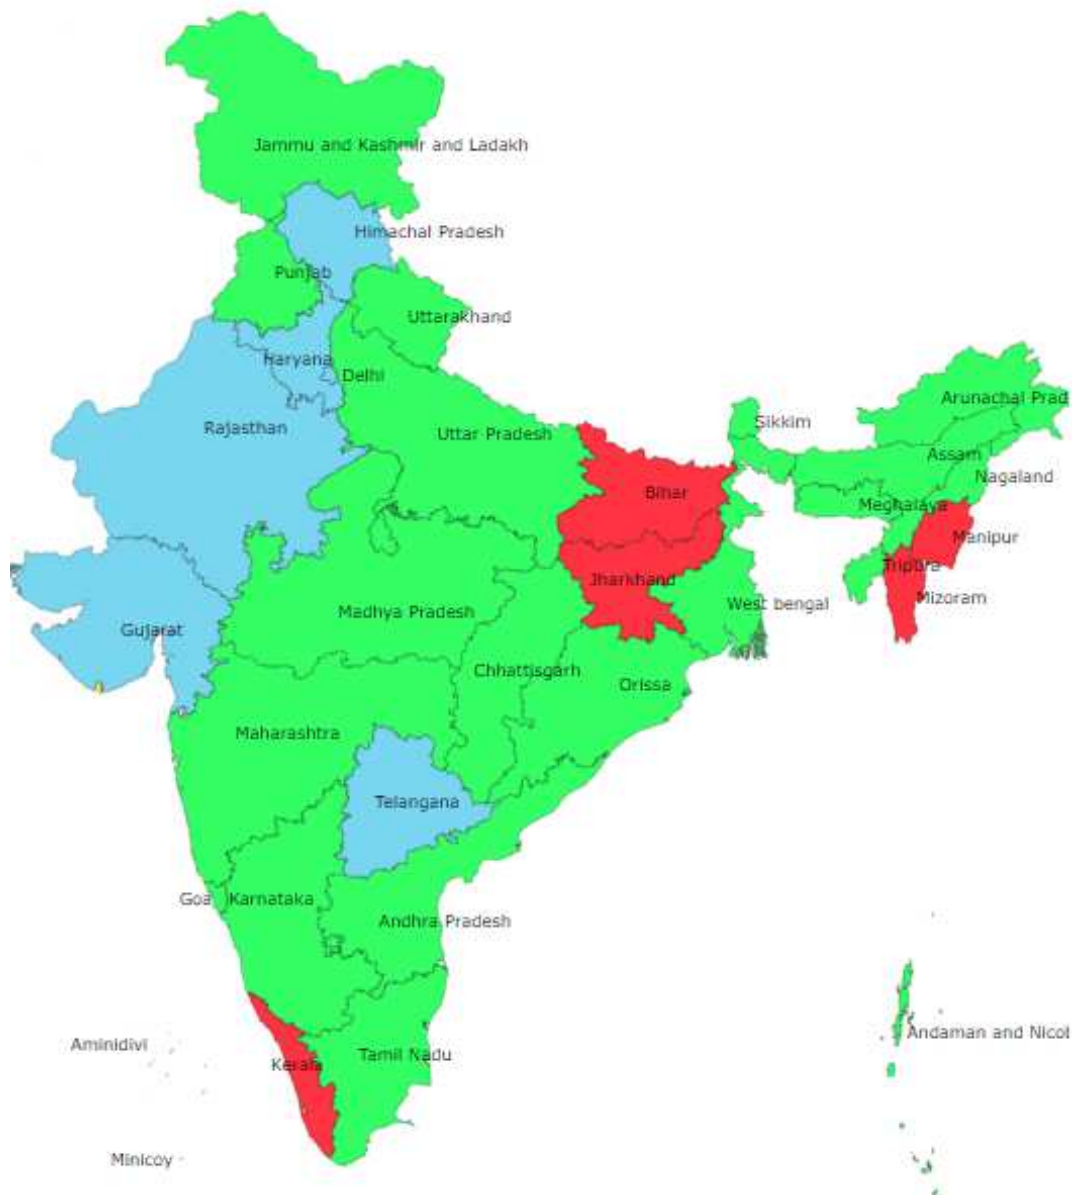 Jammu and Kashmir and Ladakh
Himachal Pradesh
Punjab
Uttarakhand
Haryana
Delhi
Arunachal Prad
Sikkim
Rajasthan
Uttar Pradesh
Assam
Nagaland
Bihar
Meghalaya
Manipur
Tripura
Jharkhand
Mizoram
West bengal
Madhya Pradesh
Gujarat
Chhattisgarh
Orissa
Maharashtra
Telangana
Goa
Karnataka
Andhra Pradesh
Andaman and Nicol
Aminidivi
Tamil Nadu
Kerala
Minicoy